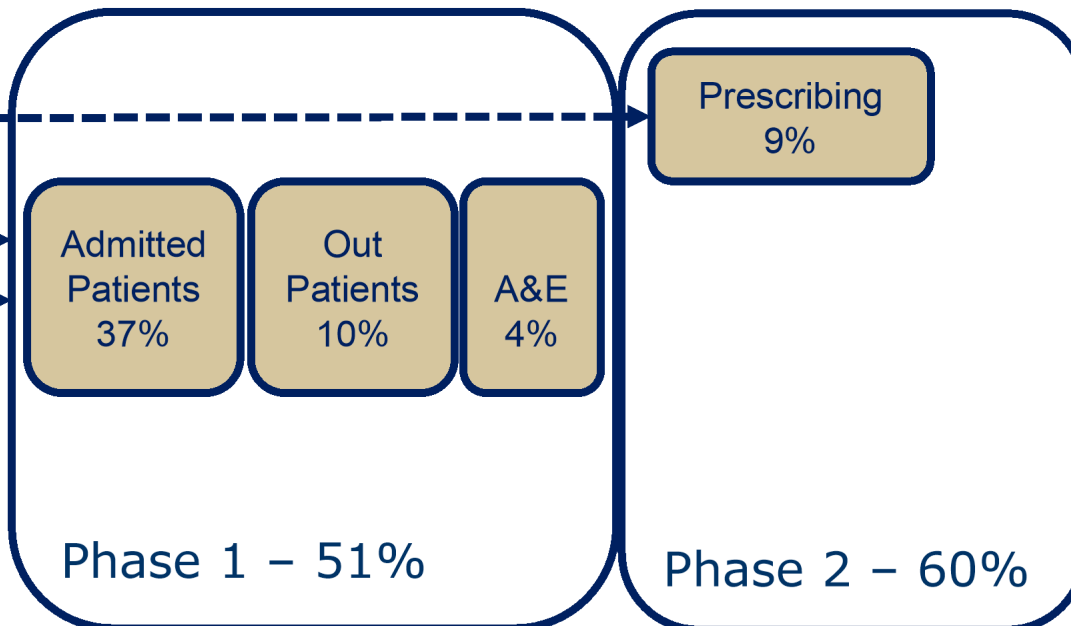 Prescribing
9%
Admitted
Patients
37%
Out
Patients
10%
A&E
4%
Phase 1 – 51%
Phase 2 – 60%